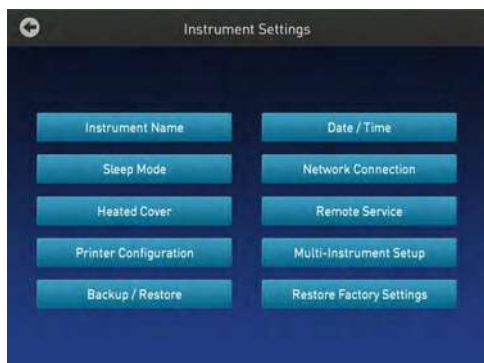 Instrument Settings
Instrument Name
Date / Time
Sleep Mode
Network Connection
Heated Cover
Remote Service
Printer Configuration
Multi-Instrument Setup
Backup / Restore
Restore Factory Settings